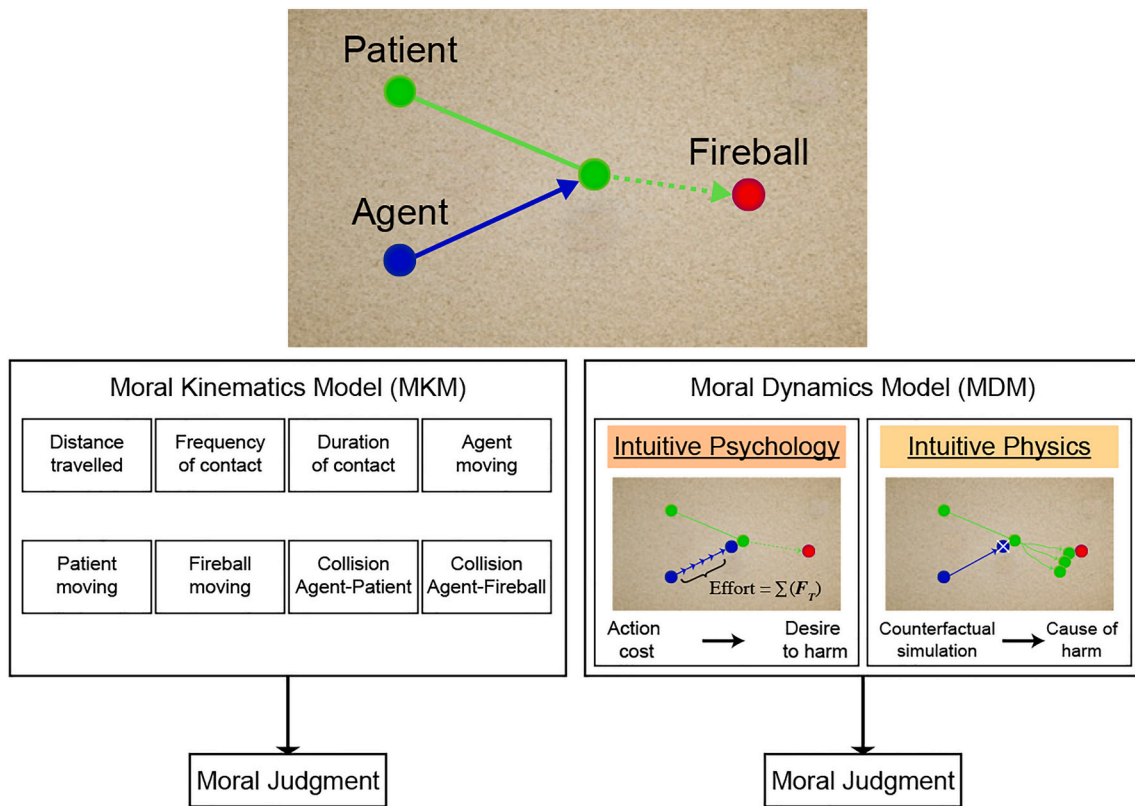 Patient
Fireball
Agent
Moral Kinematics Model (MKM)
Distance
travelled
Frequency
of contact
Duration
of contact
Agent
moving
Patient
moving
Fireball
moving
Collision
Agent-Patient
Collision
Agent-Fireball
Moral Judgment
Moral Dynamics Model (MDM)
Intuitive Psychology
Effort = ∑(F_T)
Action
cost
Desire
to harm
Intuitive Physics
Counterfactual
simulation
Cause of
harm
Moral Judgment